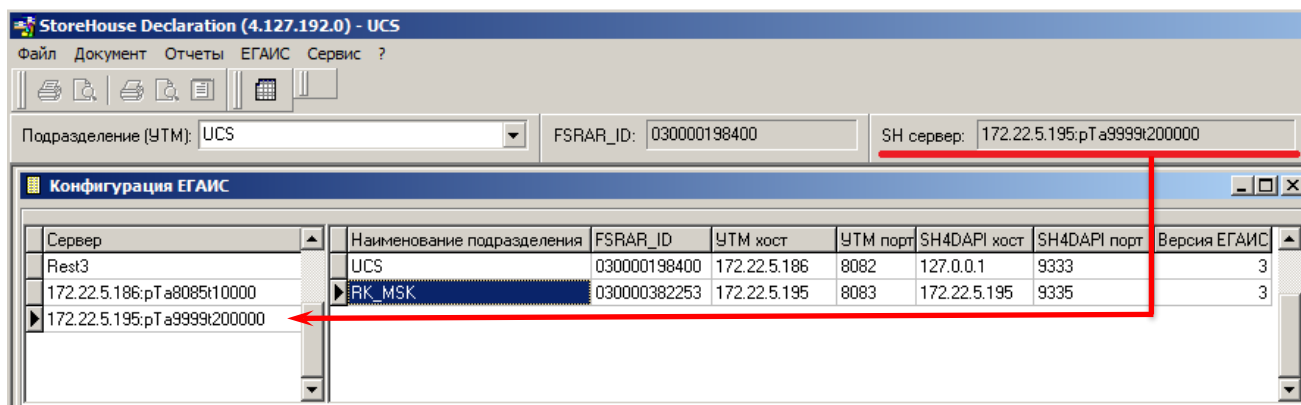 StoreHouse Declaration (4.127.192.0) - UCS
Файл Документ Отчеты ЕГАИС Сервис ?
Подразделение (УТМ): UCS FSRAR_ID: 030000198400 SH сервер: 172.22.5.195:pTa9999t200000
Конфигурация ЕГАИС
Сервер Наименование подразделения FSRAR_ID УТМ хост УТМ порт SH4DAPI хост SH4DAPI порт Версия ЕГАИС
Rest3 UCS 030000198400 172.22.5.186 8082 127.0.0.1 9333 3
172.22.5.186:pTa8085t10000 RK_MSK 030000382253 172.22.5.195 8083 172.22.5.195 9335 3
172.22.5.195:pTa9999t200000